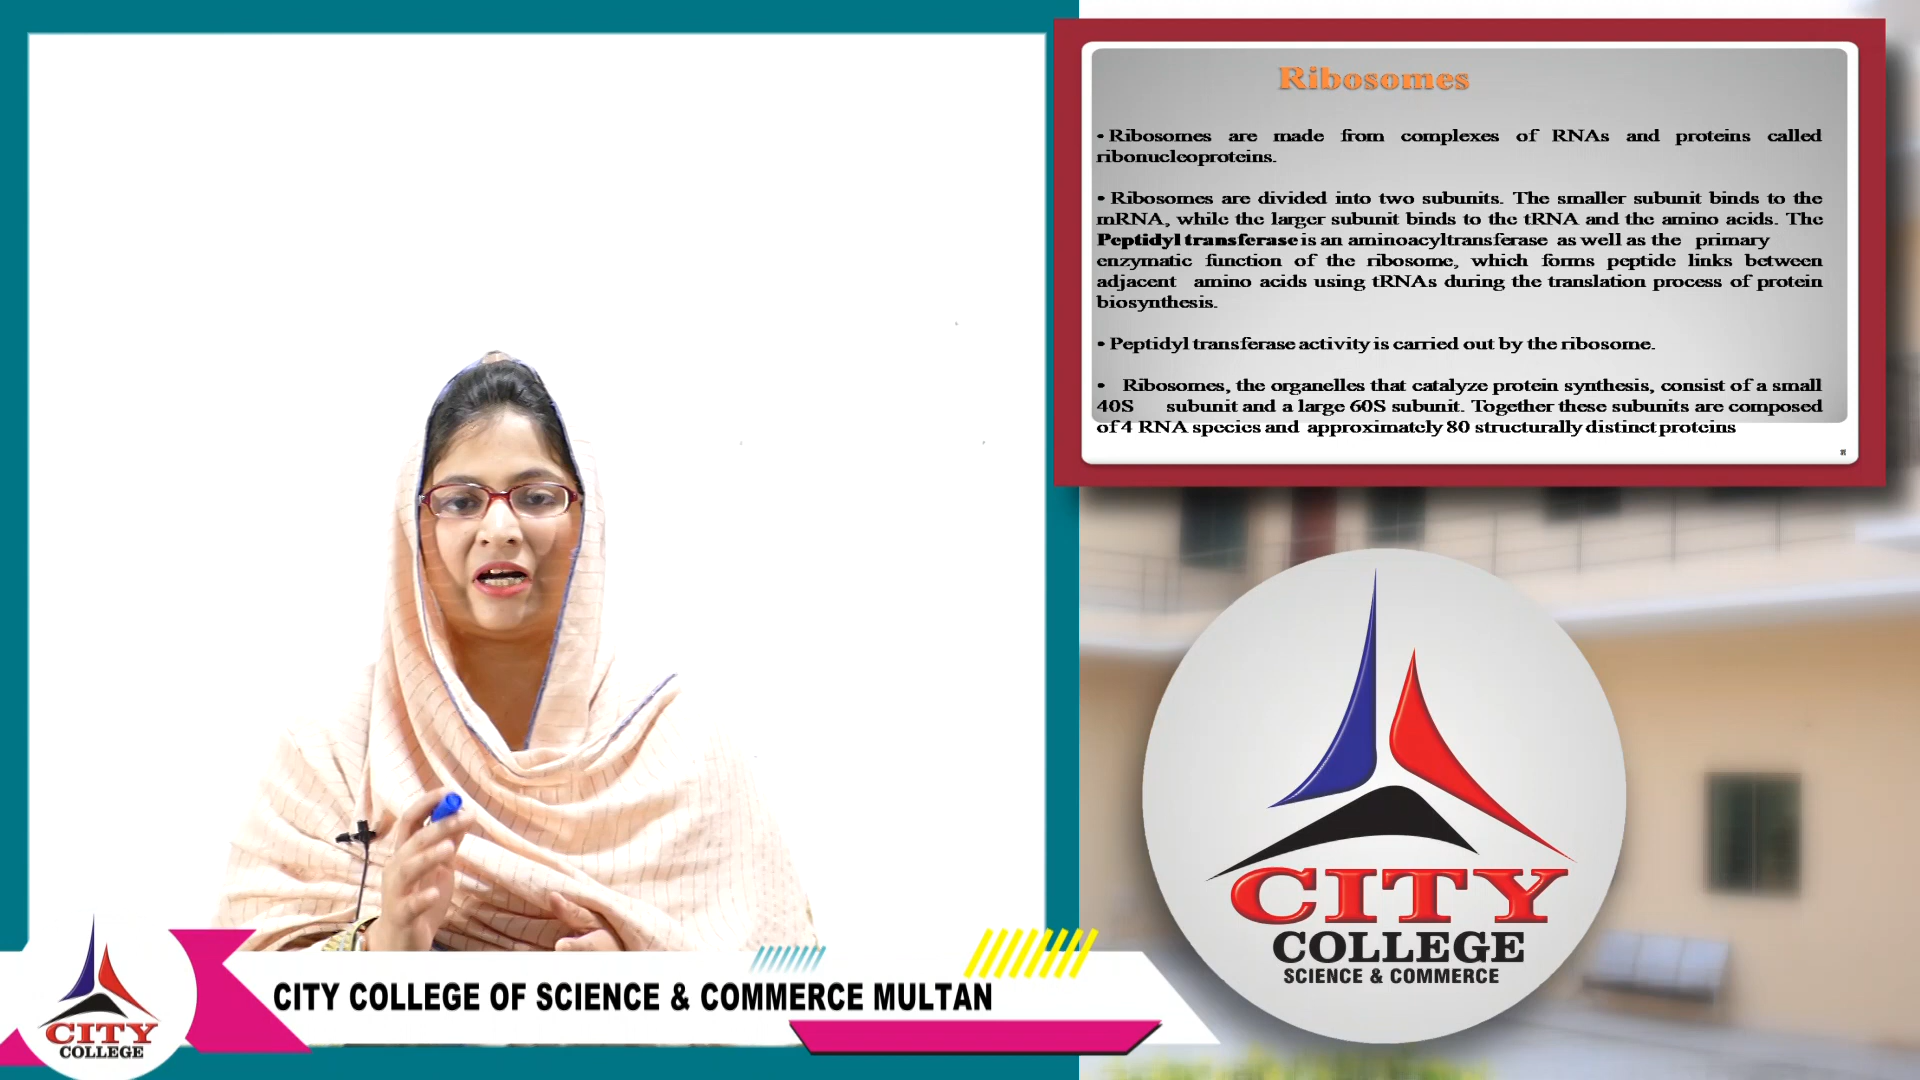 Ribosomes
• Ribosomes are made from complexes of RNAs and proteins called
ribonucleoproteins.
• Ribosomes are divided into two subunits. The smaller subunit binds to the
mRNA, while the larger subunit binds to the tRNA and the amino acids. The
Peptidyl transferase is an aminoacyltransferase as well as the primary
enzymatic function of the ribosome, which forms peptide links between
adjacent amino acids using tRNAs during the translation process of protein
biosynthesis.
• Peptidyl transferase activity is carried out by the ribosome.
• Ribosomes, the organelles that catalyze protein synthesis, consist of a small
40S subunit and a large 60S subunit. Together these subunits are composed
of 4 RNA species and approximately 80 structurally distinct proteins
CITY
COLLEGE
SCIENCE & COMMERCE
CITY
COLLEGE
CITY COLLEGE OF SCIENCE & COMMERCE MULTAN